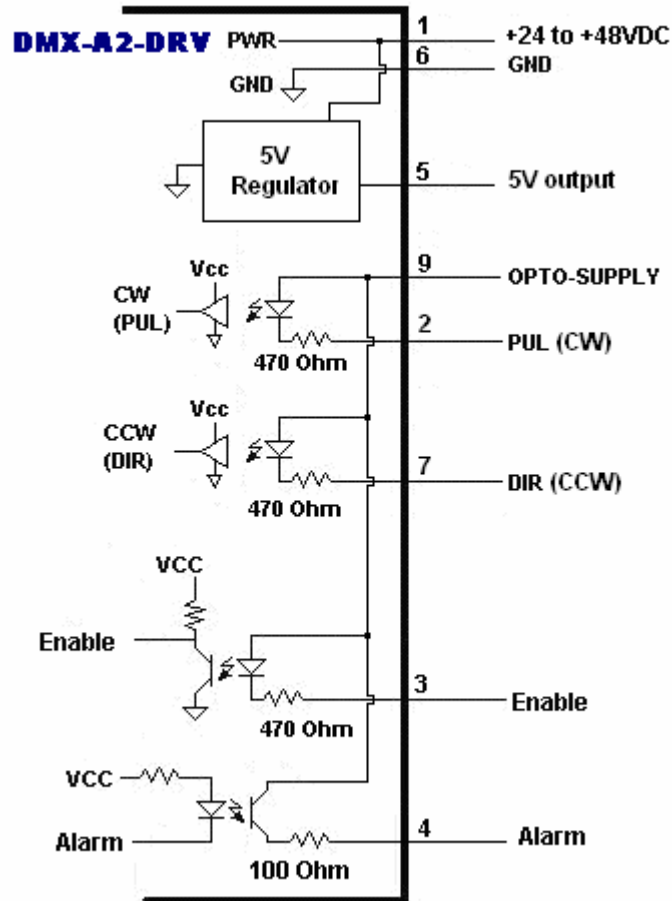 DMX-A2-DRV
PWR
1
+24 to +48VDC
6
GND
GND
5V
Regulator
5
5V output
9
OPTO-SUPPLY
Vcc
CW
(PUL)
2
PUL (CW)
470 Ohm
Vcc
CCW
(DIR)
7
DIR (CCW)
470 Ohm
VCC
Enable
3
Enable
470 Ohm
VCC
Alarm
4
Alarm
100 Ohm